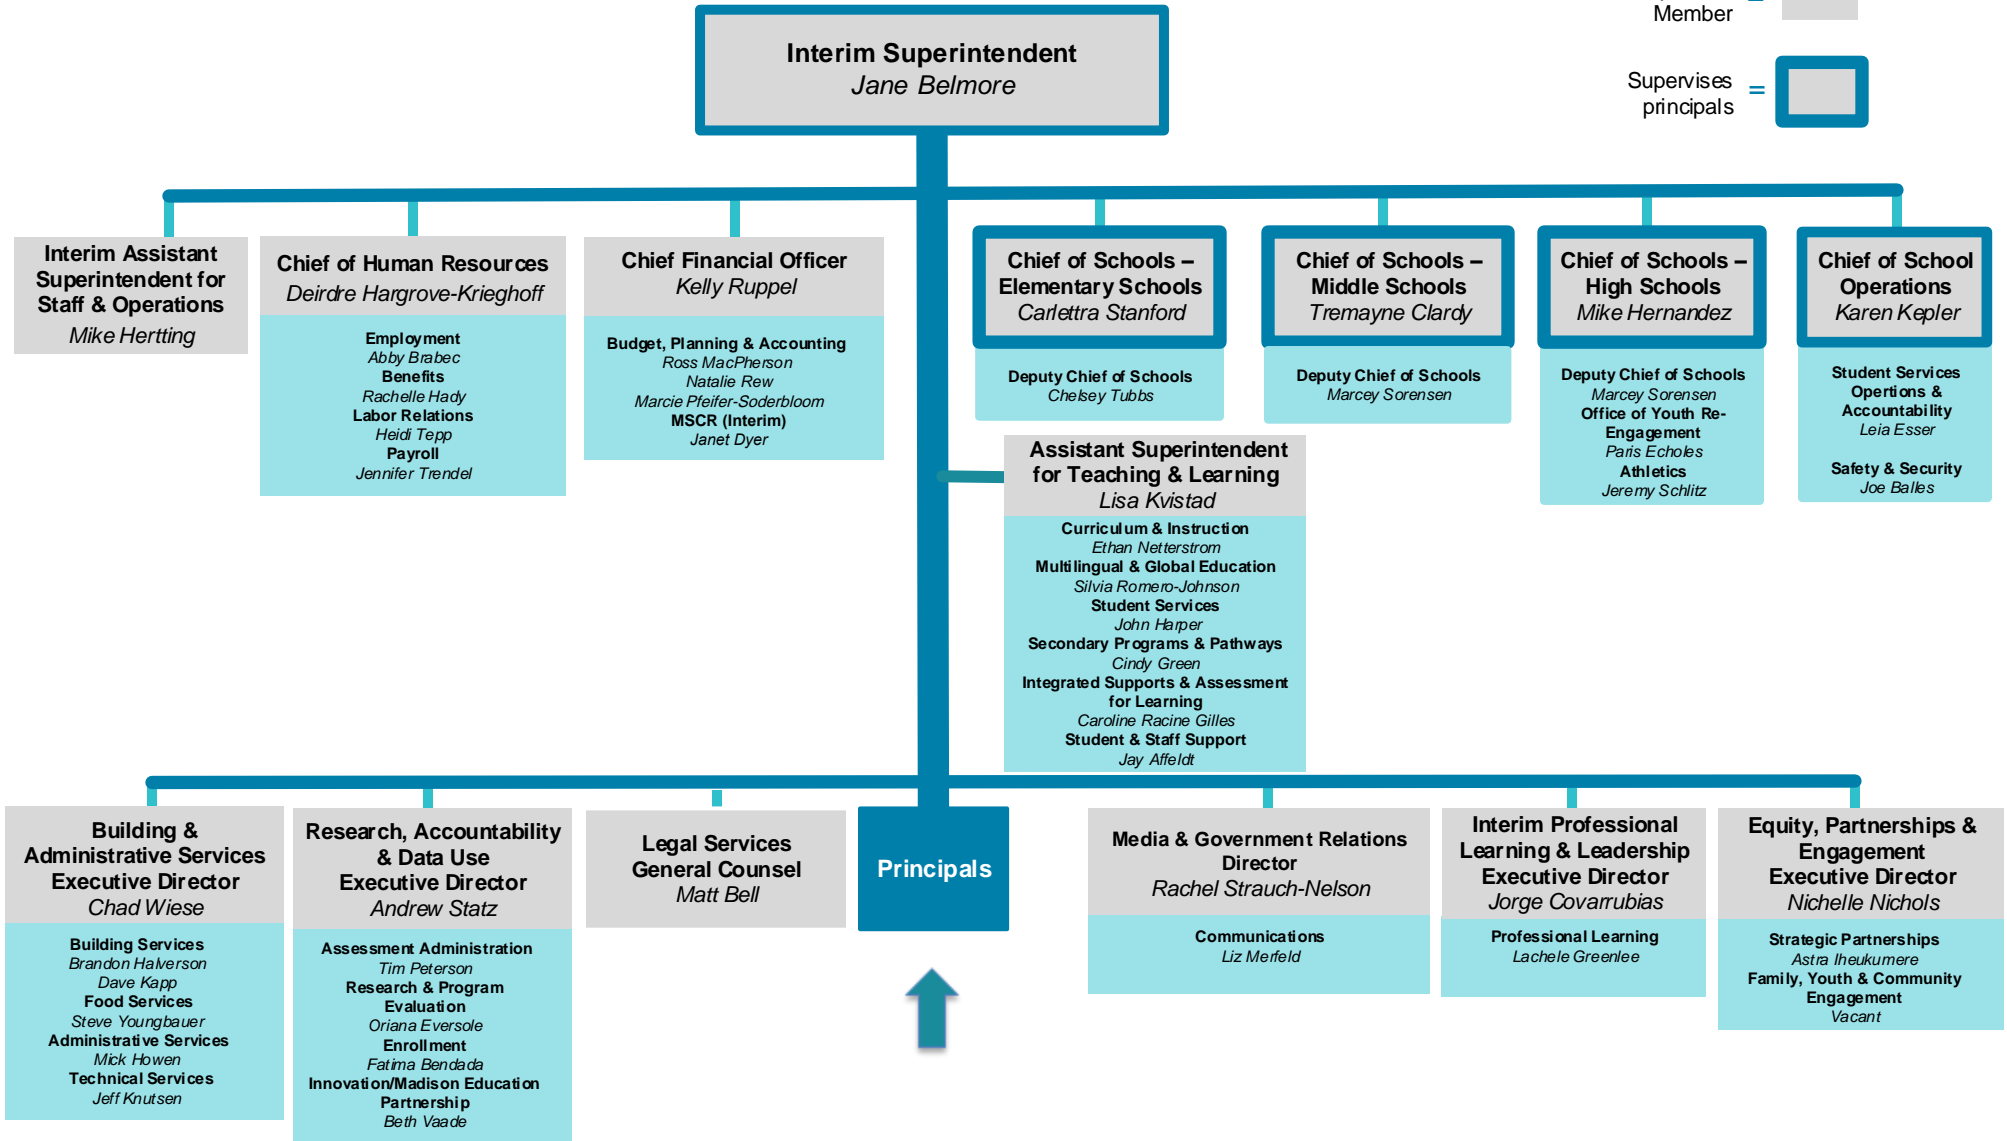 Member
=
Supervises
principals
=
Interim Superintendent
Jane Belmore
Interim Assistant
Superintendent for
Staff & Operations
Mike Hertting
Chief of Human Resources
Deirdre Hargrove-Krieghoff
Employment
Abby Brabec
Benefits
Rachelle Hady
Labor Relations
Heidi Tepp
Payroll
Jennifer Trendel
Chief Financial Officer
Kelly Ruppel
Budget, Planning & Accounting
Ross MacPherson
Natalie Rew
Marcie Pfeifer-Soderbloom
MSCR (Interim)
Janet Dyer
Chief of Schools –
Elementary Schools
Carlettra Stanford
Deputy Chief of Schools
Chelsey Tubbs
Chief of Schools –
Middle Schools
Tremayne Clardy
Deputy Chief of Schools
Marcey Sorensen
Chief of Schools –
High Schools
Mike Hernandez
Deputy Chief of Schools
Marcey Sorensen
Office of Youth Re-
Engagement
Paris Echoles
Athletics
Jeremy Schlitz
Chief of School
Operations
Karen Kepler
Student Services
Opertions &
Accountability
Leia Esser
Safety & Security
Joe Balles
Assistant Superintendent
for Teaching & Learning
Lisa Kvistad
Curriculum & Instruction
Ethan Netterstrom
Multilingual & Global Education
Silvia Romero-Johnson
Student Services
John Harper
Secondary Programs & Pathways
Cindy Green
Integrated Supports & Assessment
for Learning
Caroline Racine Gilles
Student & Staff Support
Jay Affeldt
Building &
Administrative Services
Executive Director
Chad Wiese
Building Services
Brandon Halverson
Dave Kapp
Food Services
Steve Youngbauer
Administrative Services
Mick Howen
Technical Services
Jeff Knutsen
Research, Accountability
& Data Use
Executive Director
Andrew Statz
Assessment Administration
Tim Peterson
Research & Program
Evaluation
Oriana Eversole
Enrollment
Fatima Bendada
Innovation/Madison Education
Partnership
Beth Vaade
Legal Services
General Counsel
Matt Bell
Principals
Media & Government Relations
Director
Rachel Strauch-Nelson
Communications
Liz Merfeld
Interim Professional
Learning & Leadership
Executive Director
Jorge Covarrubias
Professional Learning
Lachele Greenlee
Equity, Partnerships &
Engagement
Executive Director
Nichelle Nichols
Strategic Partnerships
Astra Iheukumere
Family, Youth & Community
Engagement
Vacant